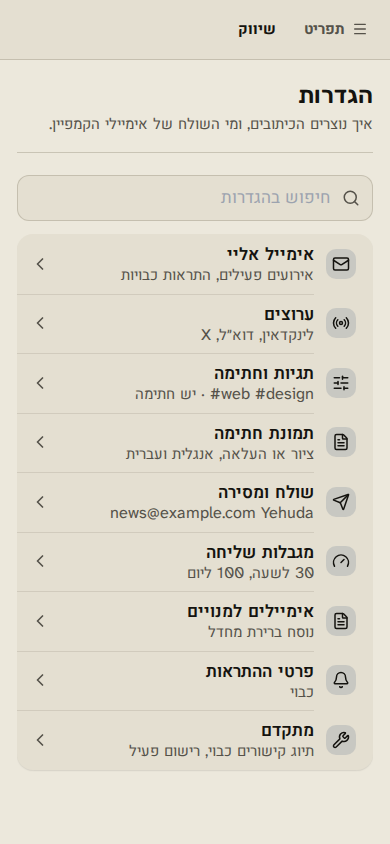 תפריט
שיווק
הגדרות
איך נוצרים הכיתובים, ומי השולח של אימיילי הקמפיין.
חיפוש בהגדרות
אימייל אליי
אירועים פעילים, התראות כבויות
ערוצים
לינקדאין, דוא״ל, X
תגיות וחתימה
#web #design · יש חתימה
תמונת חתימה
ציור או העלאה, אנגלית ועברית
שולח ומסירה
news@example.com Yehuda
מגבלות שליחה
30 לשעה, 100 ליום
אימיילים למנויים
נוסח ברירת מחדל
פרטי ההתראות
כבוי
מתקדם
תיוג קישורים כבוי, רישום פעיל